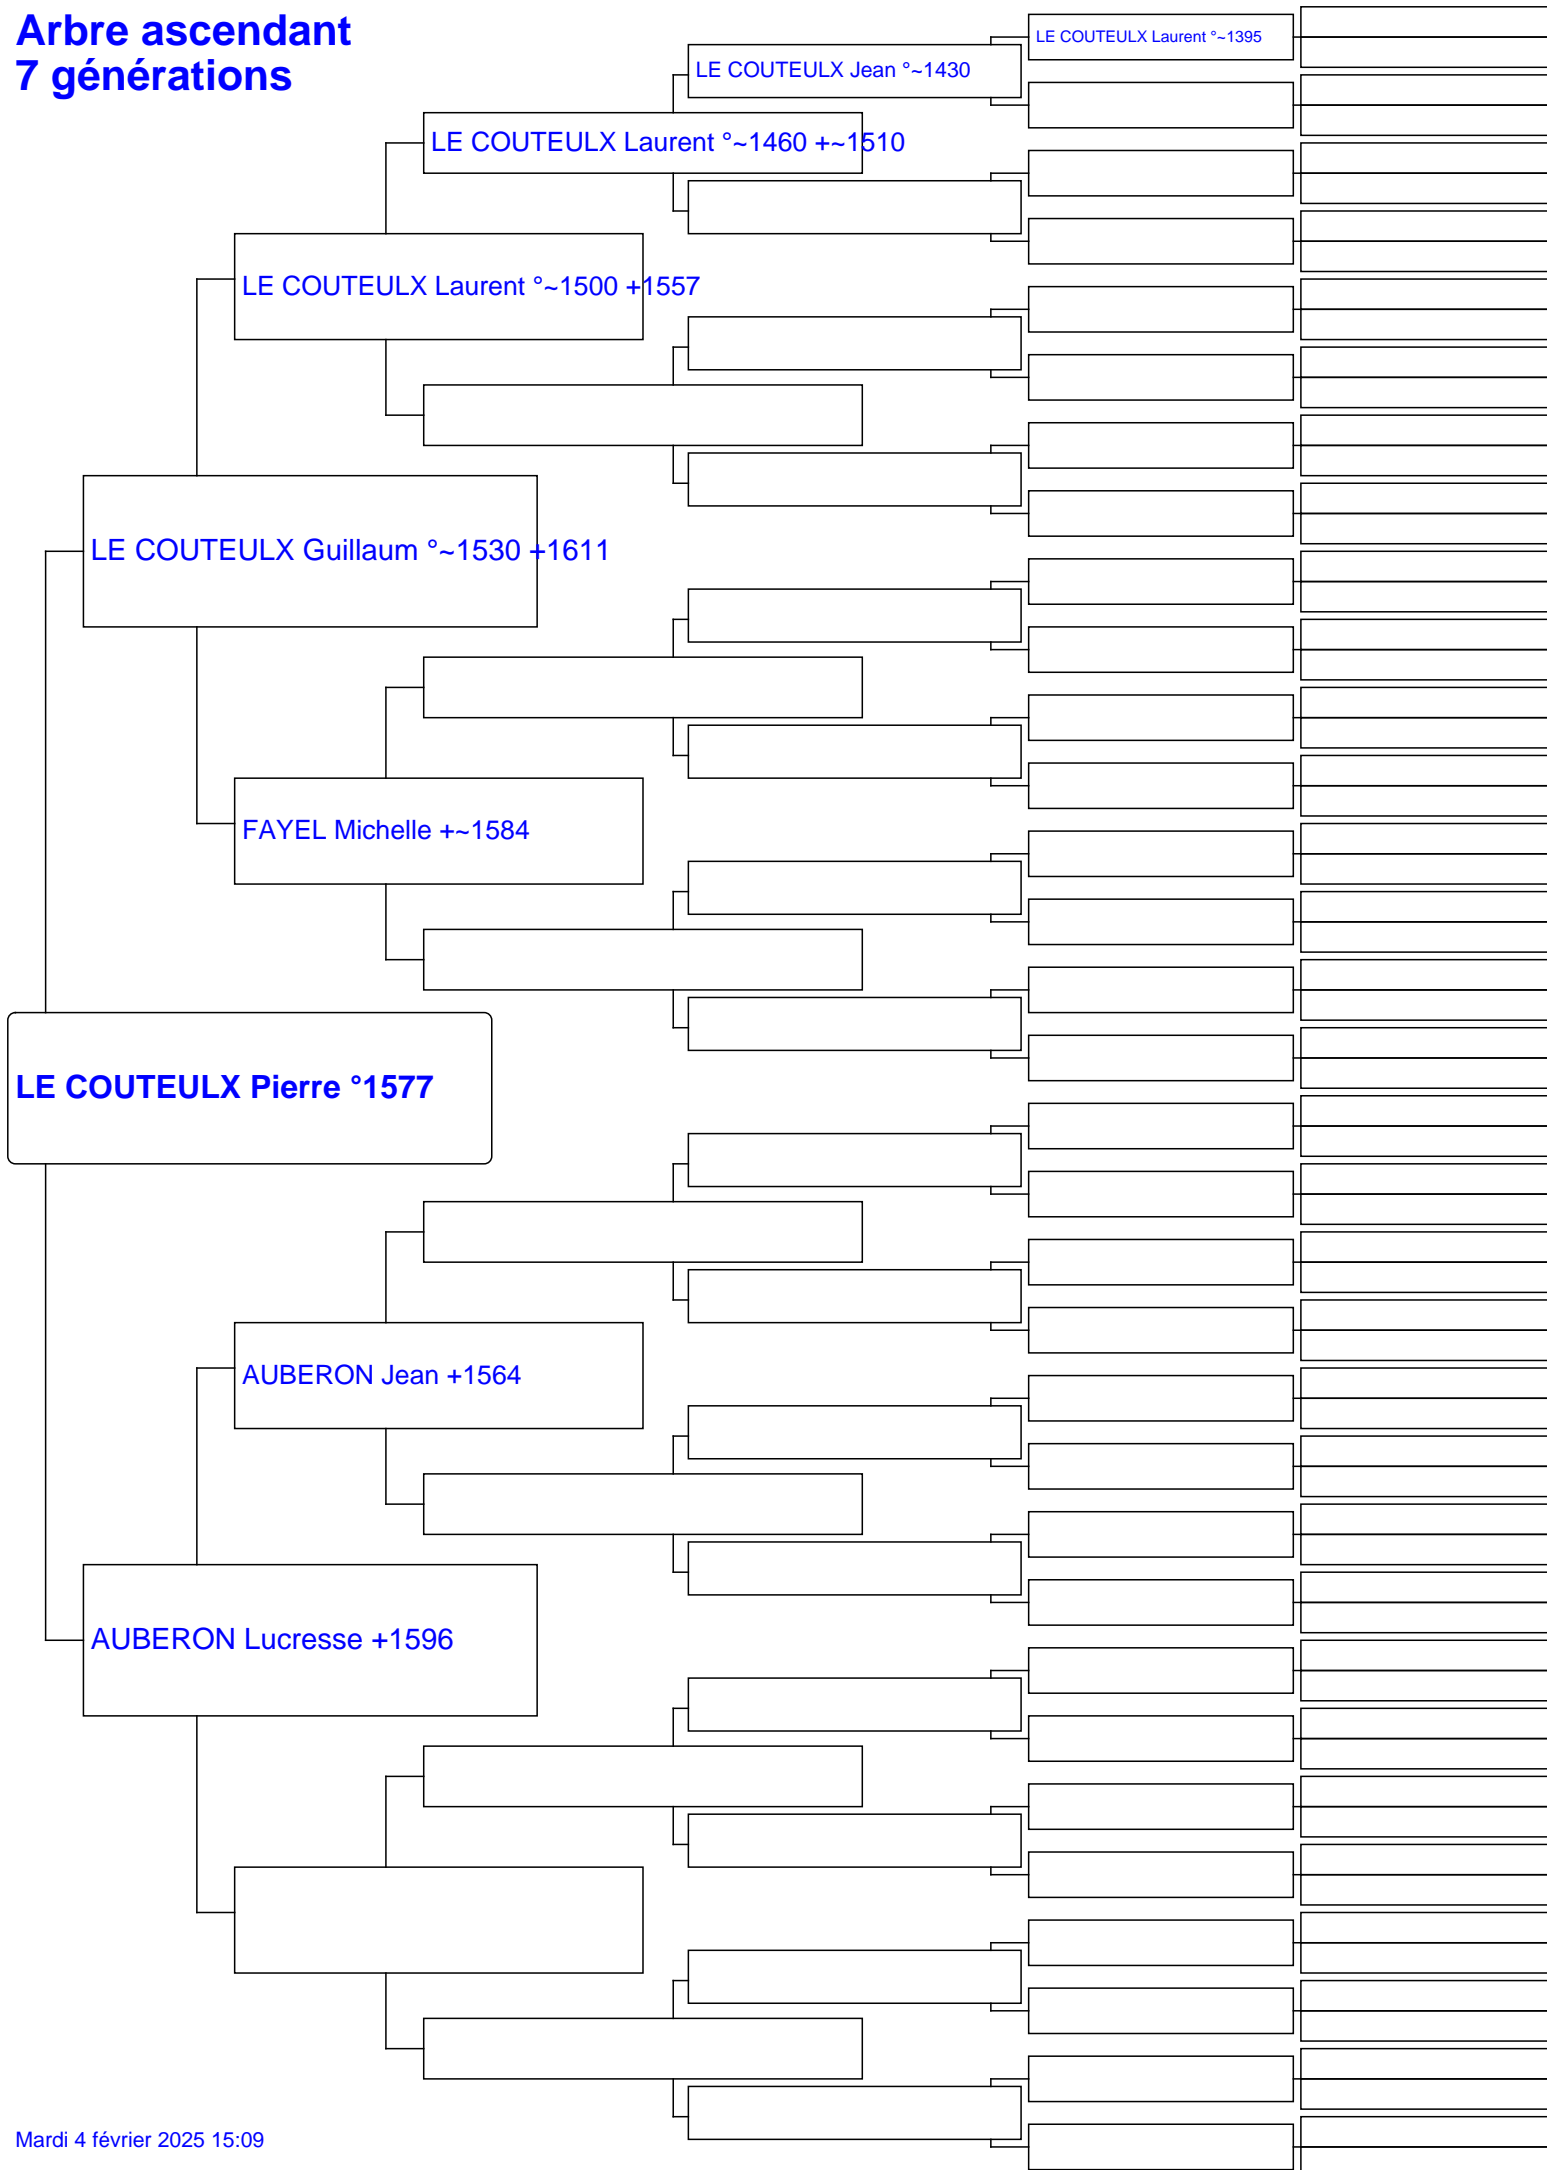 Arbre ascendant
7 générations
LE COUTEULX Laurent °~1395
LE COUTEULX Jean °~1430
LE COUTEULX Laurent °~1460 +~1510
LE COUTEULX Laurent °~1500 +1557
LE COUTEULX Guillaum °~1530 +1611
FAYEL Michelle +~1584
LE COUTEULX Pierre °1577
AUBERON Jean +1564
AUBERON Lucresse +1596
Mardi 4 février 2025 15:09